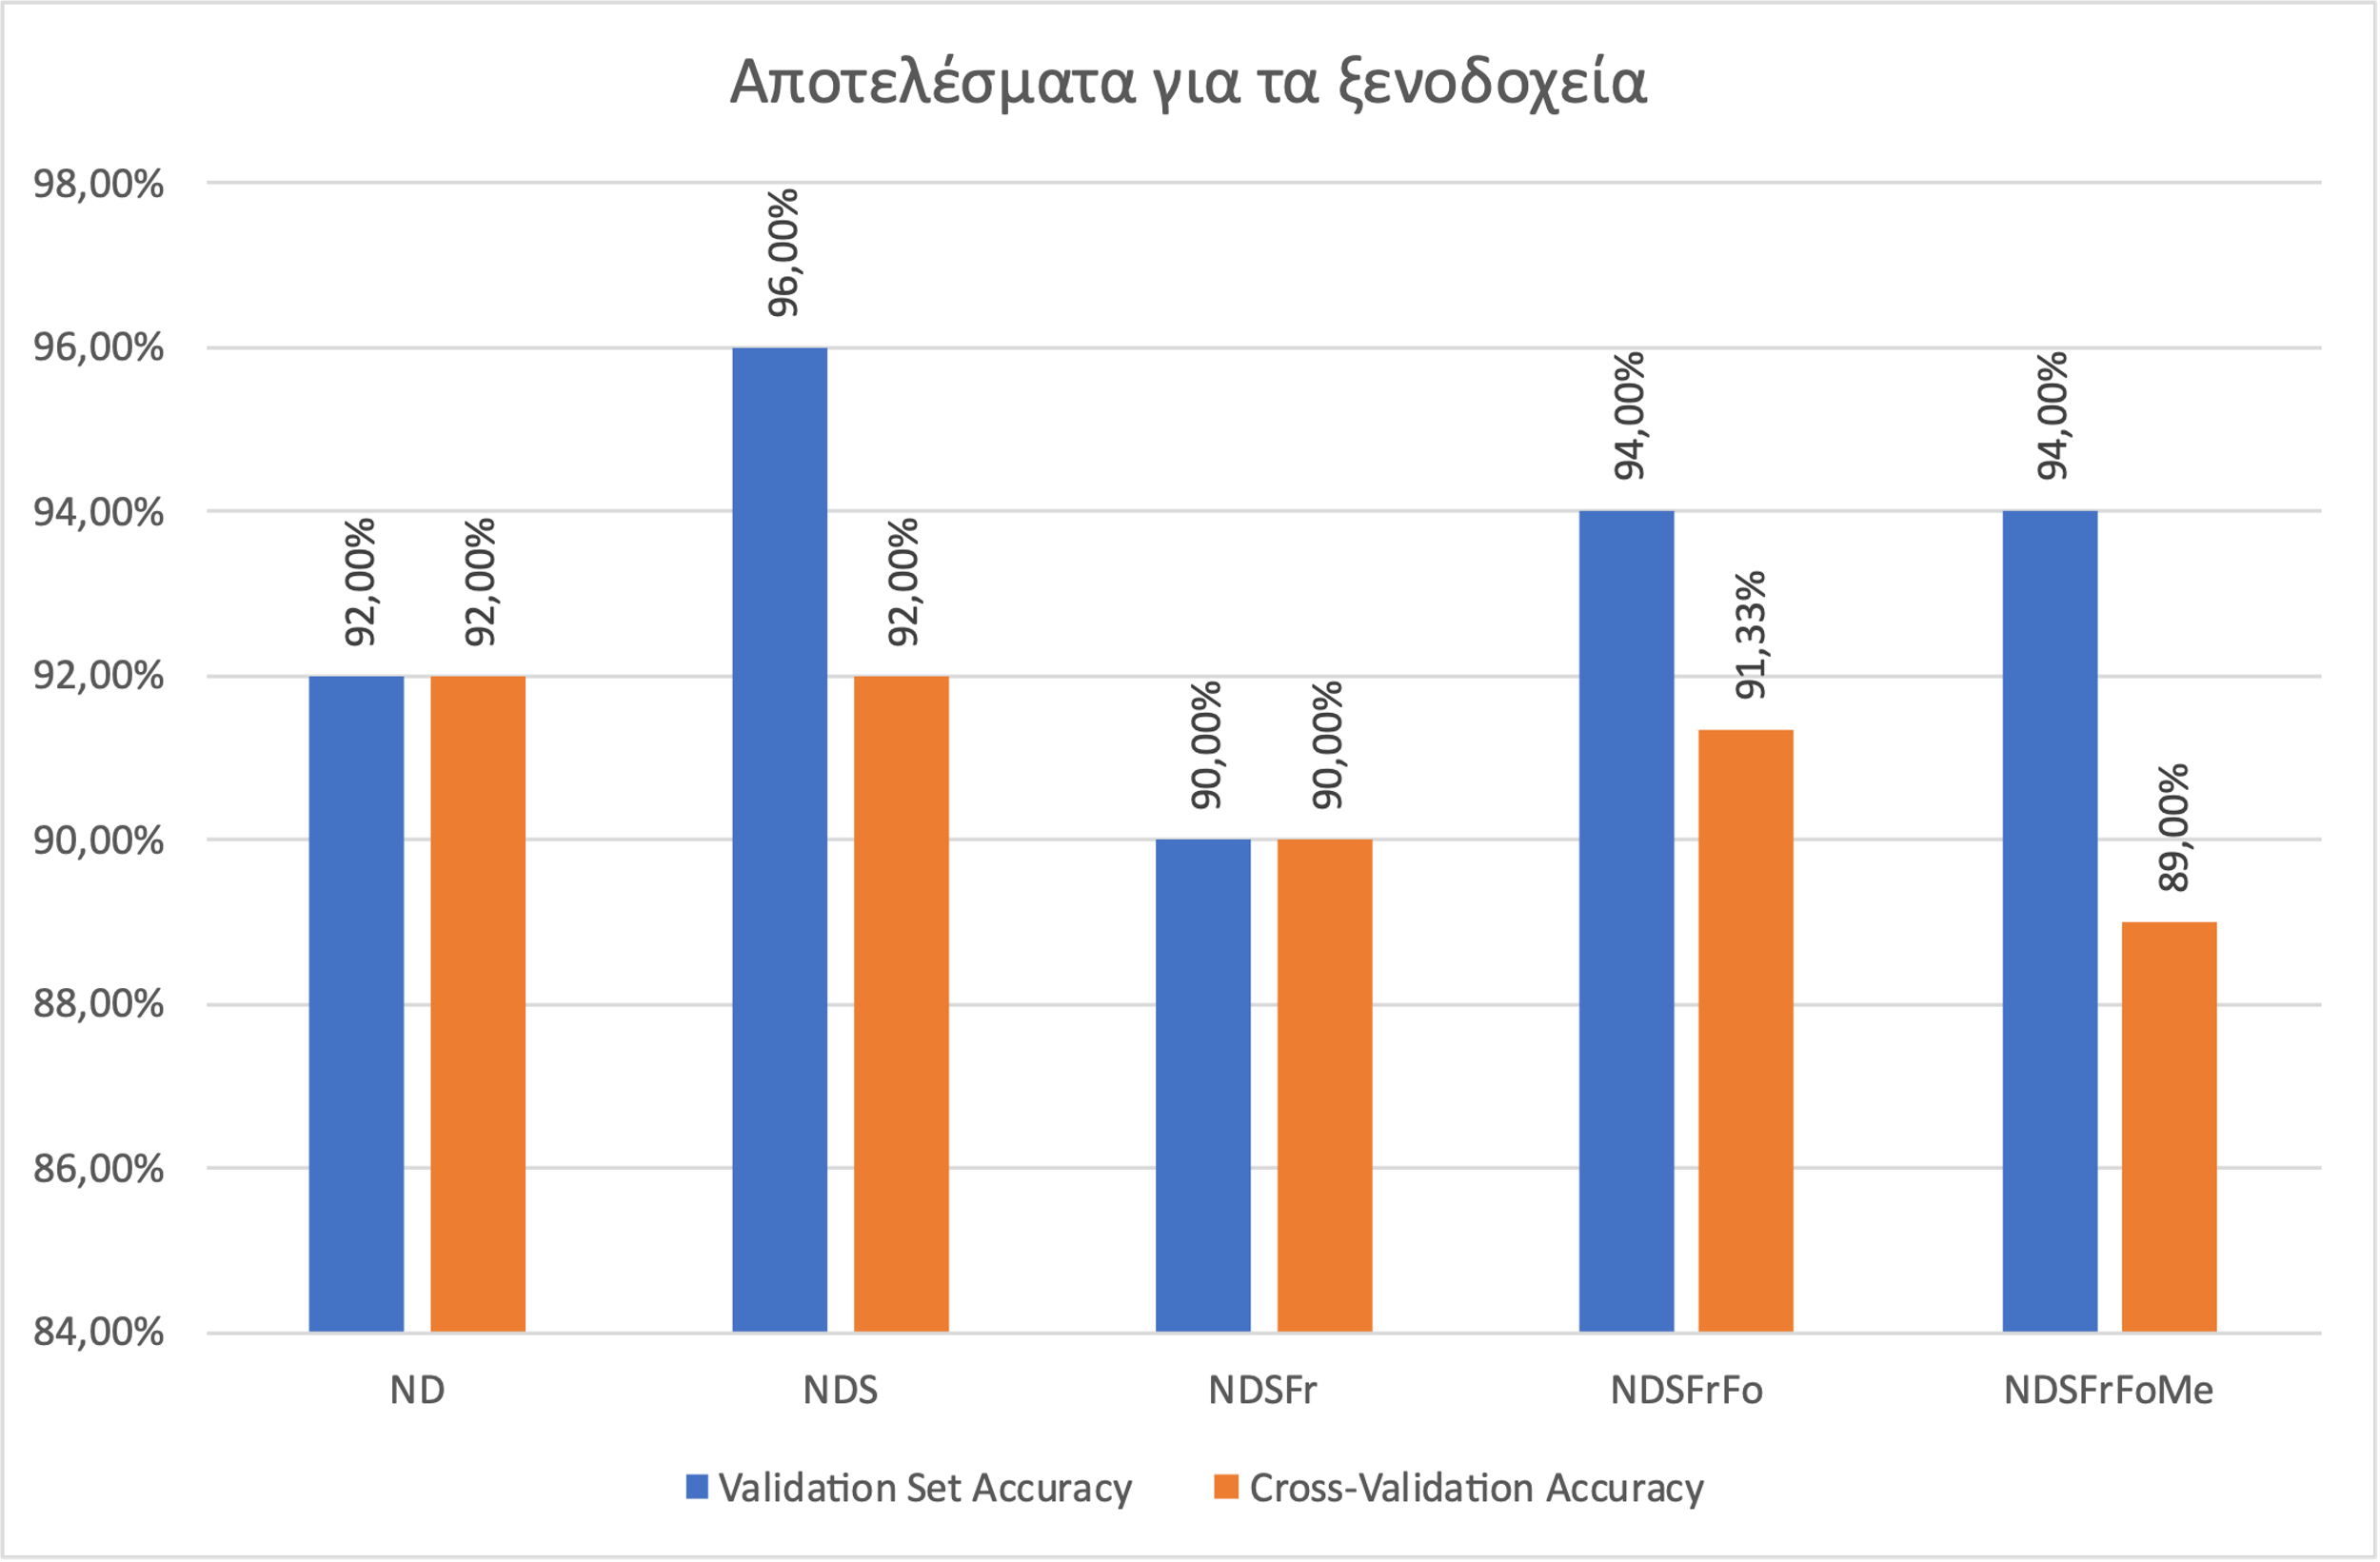 Αποτελέσματα για τα ξενοδοχεία
98,00%
96,00%
94,00%
92,00%
90,00%
88,00%
86,00%
84,00%
92,00%
92,00%
96,00%
92,00%
90,00%
90,00%
94,00%
91,33%
94,00%
89,00%
ND
NDS
NDSFr
NDSFrFo
NDSFrFoMe
Validation Set Accuracy
Cross-Validation Accuracy